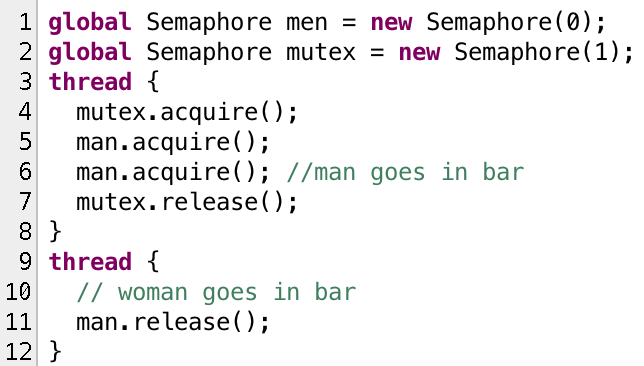 1 global Semaphore men = new Semaphore(0);
2 global Semaphore mutex = new Semaphore(1);
3 thread {
4   mutex.acquire();
5   man.acquire();
6   man.acquire(); //man goes in bar
7   mutex.release();
8 }
9 thread {
10   // woman goes in bar
11   man.release();
12 }